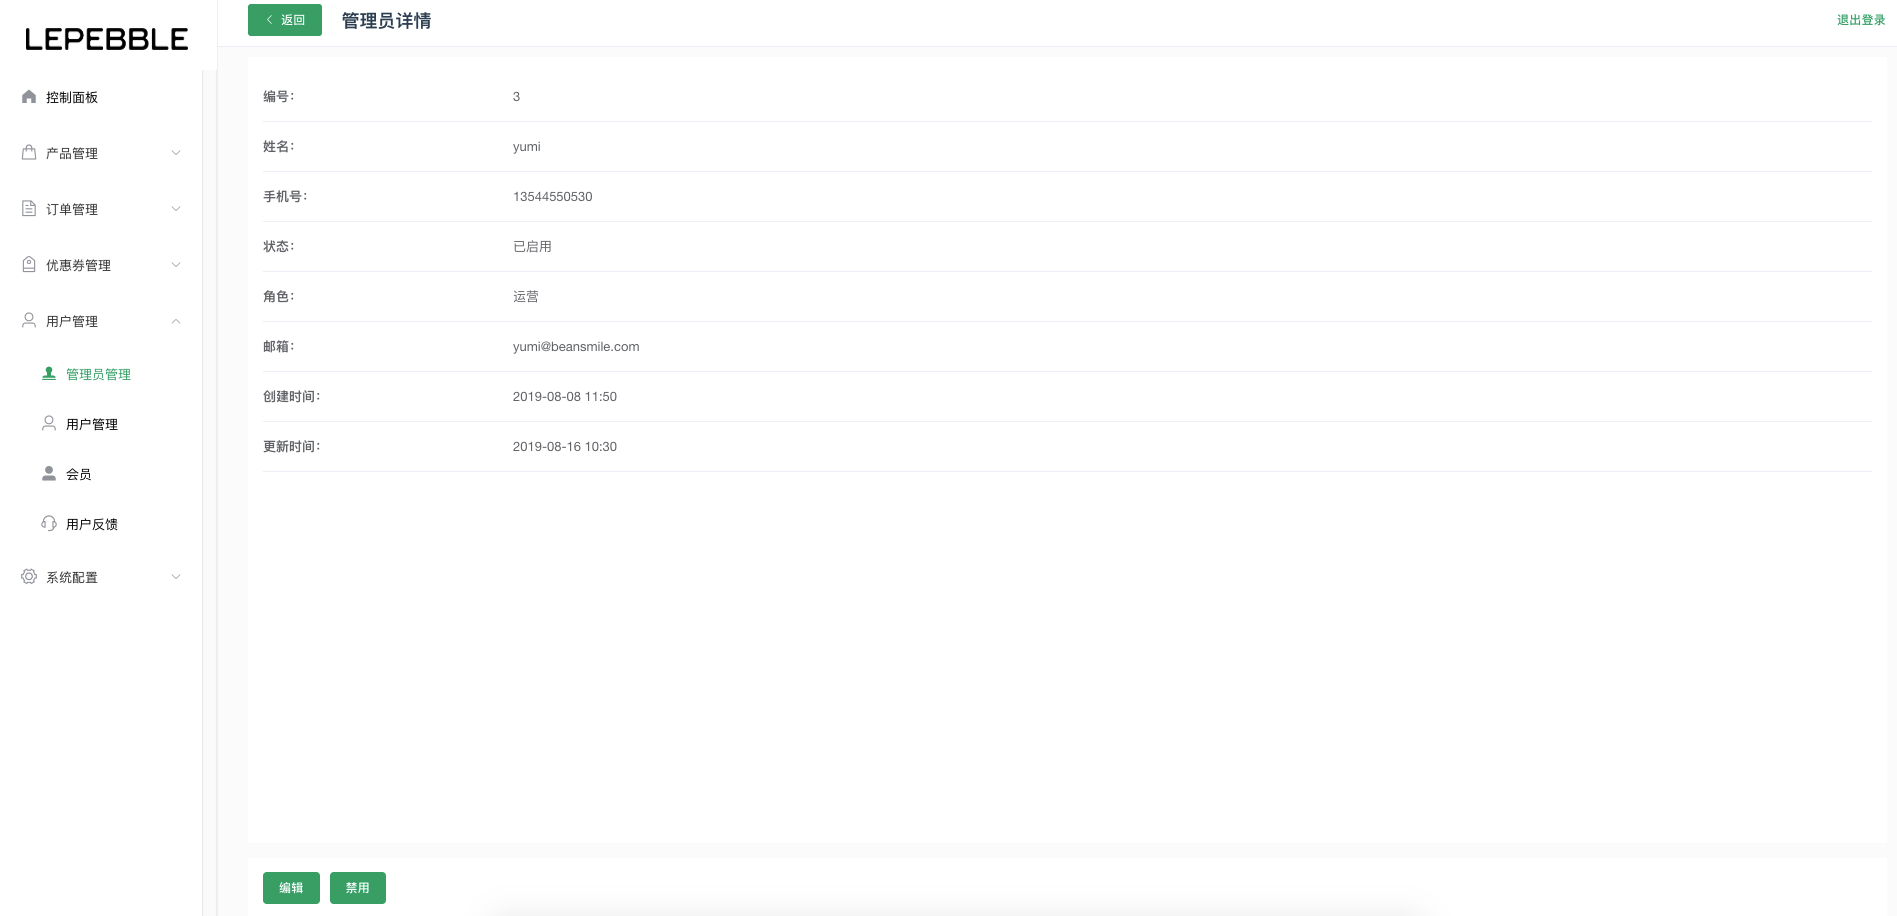 LEPEBBLE
控制面板
产品管理
订单管理
优惠券管理
用户管理
管理员管理
用户管理
会员
用户反馈
系统配置
返回
管理员详情
退出登录
编号： 3
姓名： yumi
手机号： 13544550530
状态： 已启用
角色： 运营
邮箱： yumi@beansmile.com
创建时间： 2019-08-08 11:50
更新时间： 2019-08-16 10:30
编辑
禁用